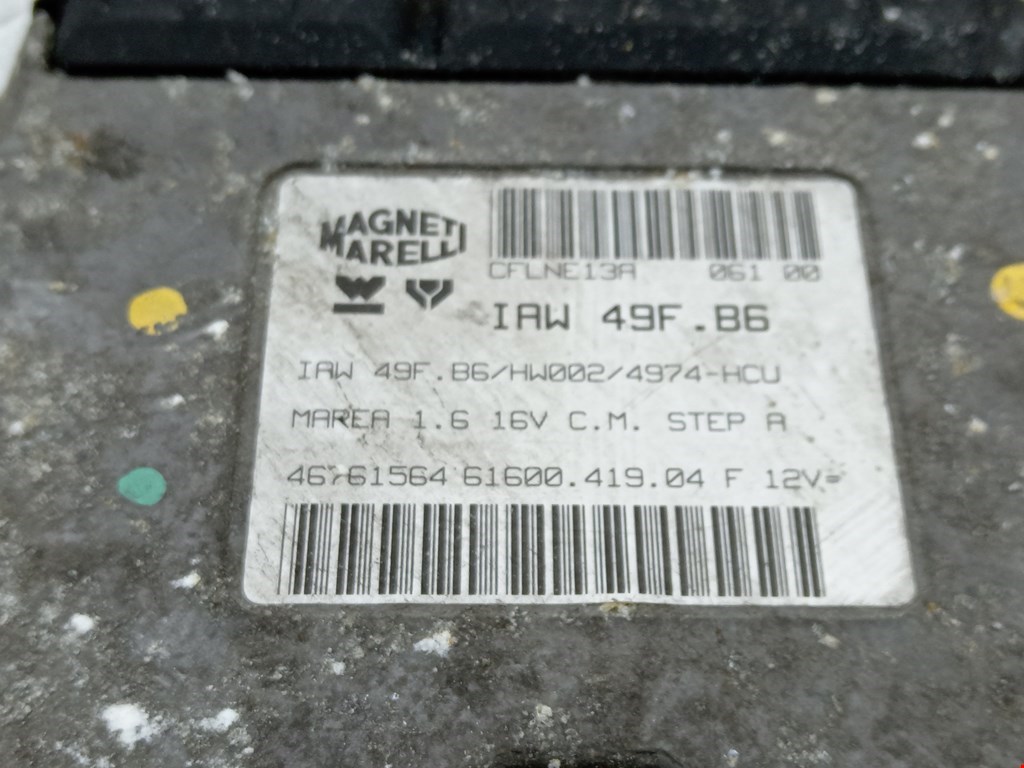 MAGNETI
MARELLI
CFLNE13A 061 00
IAW 49F.B6
IAW 49F.B6/HW002/4974-HCU
MAREA 1.6 16V C.M. STEP A
46761564 61600.419.04 F 12V=